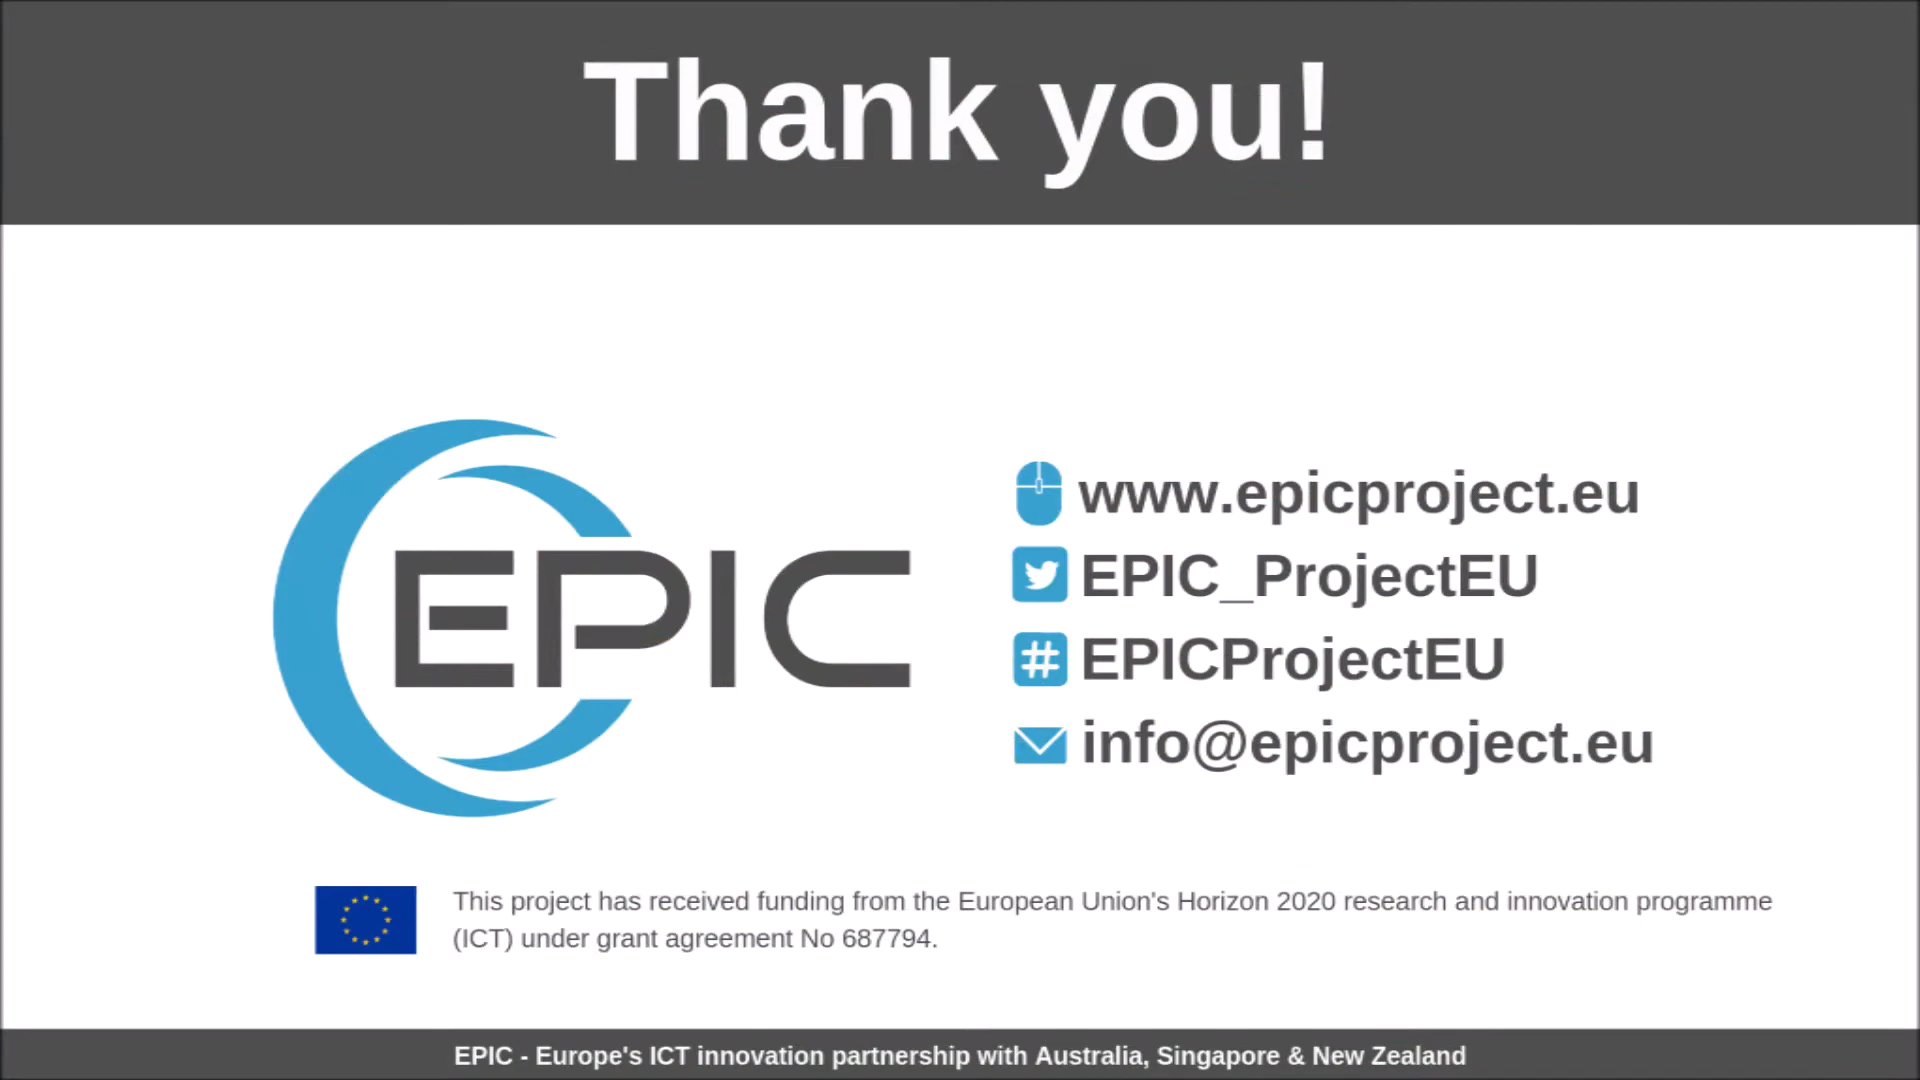 Thank you!
EPIC
www.epicproject.eu
EPIC_ProjectEU
# EPICProjectEU
info@epicproject.eu
This project has received funding from the European Union's Horizon 2020 research and innovation programme
(ICT) under grant agreement No 687794.
EPIC - Europe's ICT innovation partnership with Australia, Singapore & New Zealand